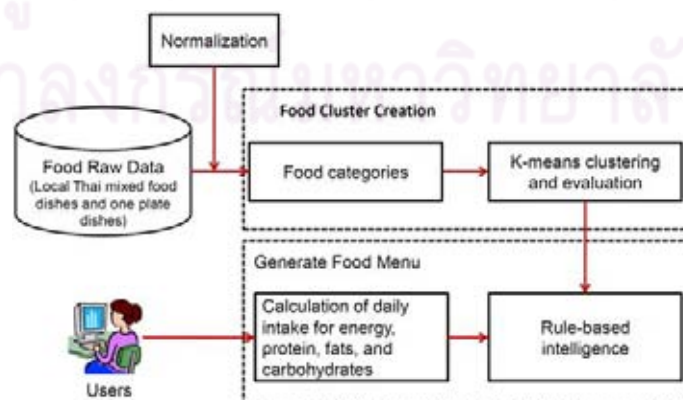 Normalization
Food Cluster Creation
Food Raw Data
(Local Thai mixed food
dishes and one plate
dishes)
Food categories
K-means clustering
and evaluation
Generate Food Menu
Calculation of daily
intake for energy,
protein, fats, and
carbohydrates
Rule-based
intelligence
Users